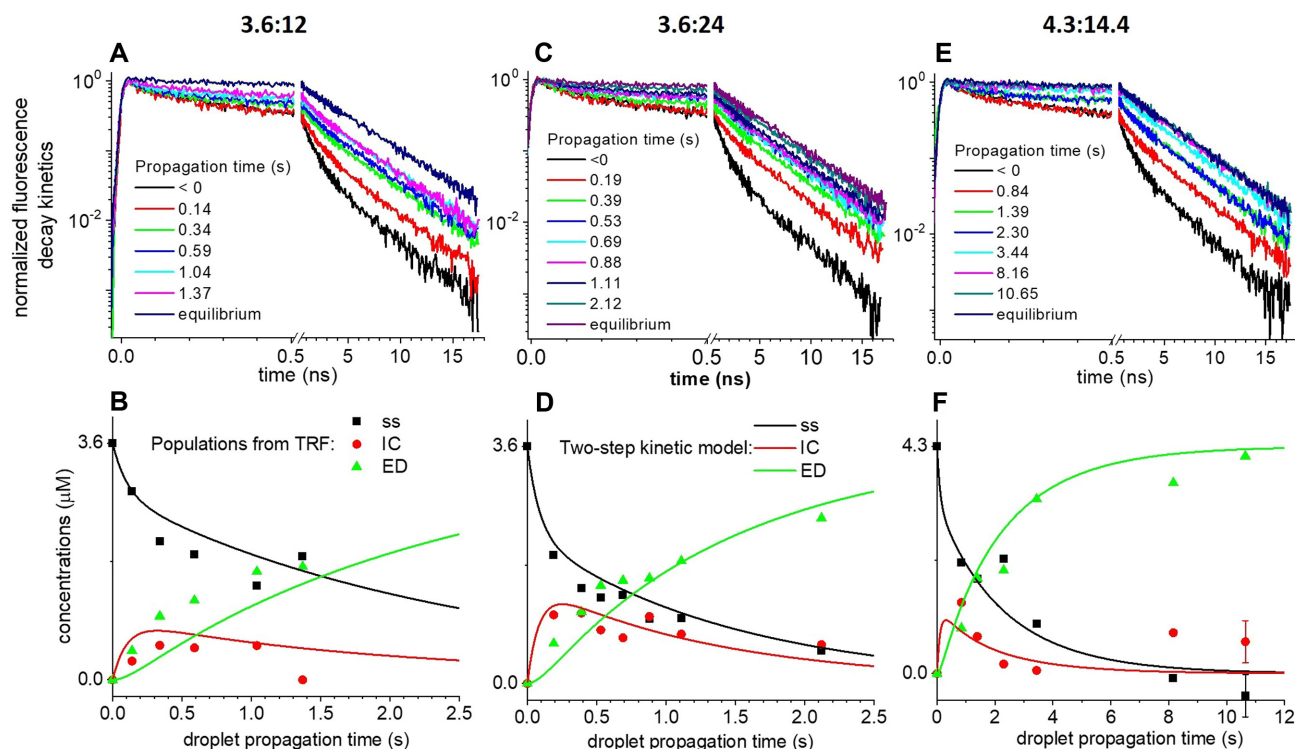 3.6:12
3.6:24
4.3:14.4
A
C
E
normalized fluorescence
decay kinetics
10⁰
10⁻²
Propagation time (s)
< 0
0.14
0.34
0.59
1.04
1.37
equilibrium
0.0
0.5
5
10
15
time (ns)
10⁰
10⁻²
Propagation time (s)
<0
0.19
0.39
0.53
0.69
0.88
1.11
2.12
equilibrium
0.0
0.5
5
10
15
time (ns)
10⁰
10⁻²
Propagation time (s)
< 0
0.84
1.39
2.30
3.44
8.16
10.65
equilibrium
0.0
0.5
5
10
15
time (ns)
B
D
F
concentrations (μM)
3.6
0.0
Populations from TRF:
ss
IC
ED
0.0
0.5
1.0
1.5
2.0
2.5
droplet propagation time (s)
3.6
0.0
Two-step kinetic model:
ss
IC
ED
0.0
0.5
1.0
1.5
2.0
2.5
droplet propagation time (s)
4.3
0.0
0
2
4
6
8
10
12
droplet propagation time (s)